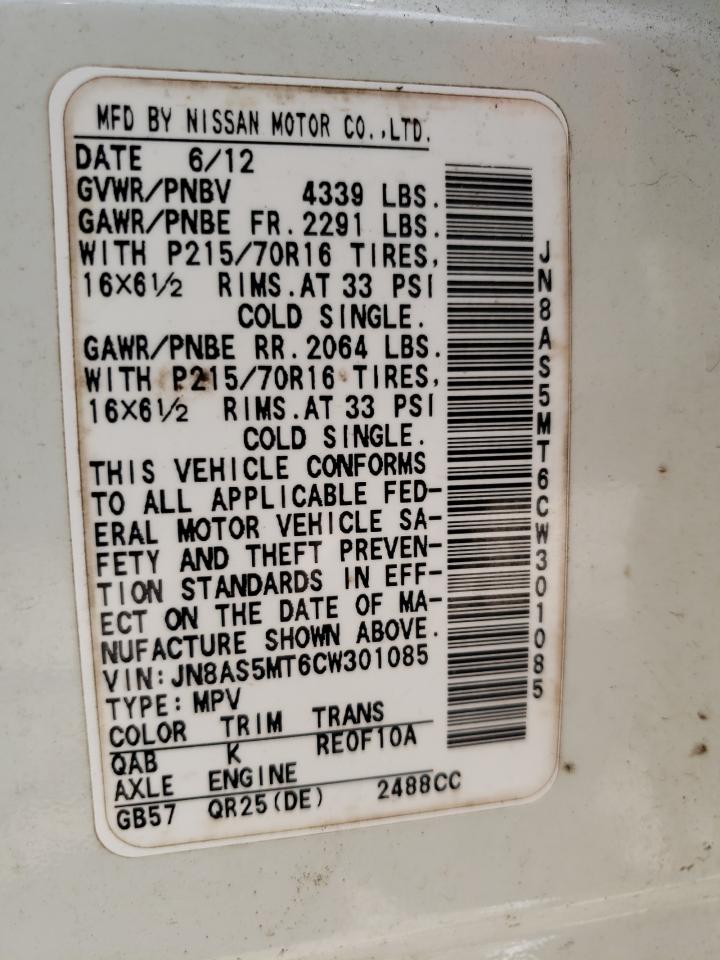 MFD BY NISSAN MOTOR CO.,LTD.
DATE 6/12
GVWR/PNBV 4339 LBS.
GAWR/PNBE FR.2291 LBS.
WITH P215/70R16 TIRES,
16X6½ RIMS.AT 33 PSI
COLD SINGLE.
GAWR/PNBE RR.2064 LBS.
WITH P215/70R16 TIRES,
16X6½ RIMS.AT 33 PSI
COLD SINGLE.
THIS VEHICLE CONFORMS
TO ALL APPLICABLE FED-
ERAL MOTOR VEHICLE SA-
FETY AND THEFT PREVEN-
TION STANDARDS IN EFF-
ECT ON THE DATE OF MA-
NUFACTURE SHOWN ABOVE.
VIN:JN8AS5MT6CW301085
TYPE:MPV
COLOR TRIM TRANS
QAB K RE0F10A
AXLE ENGINE
GB57 QR25(DE) 2488CC
JN8AS5MT6CW301085